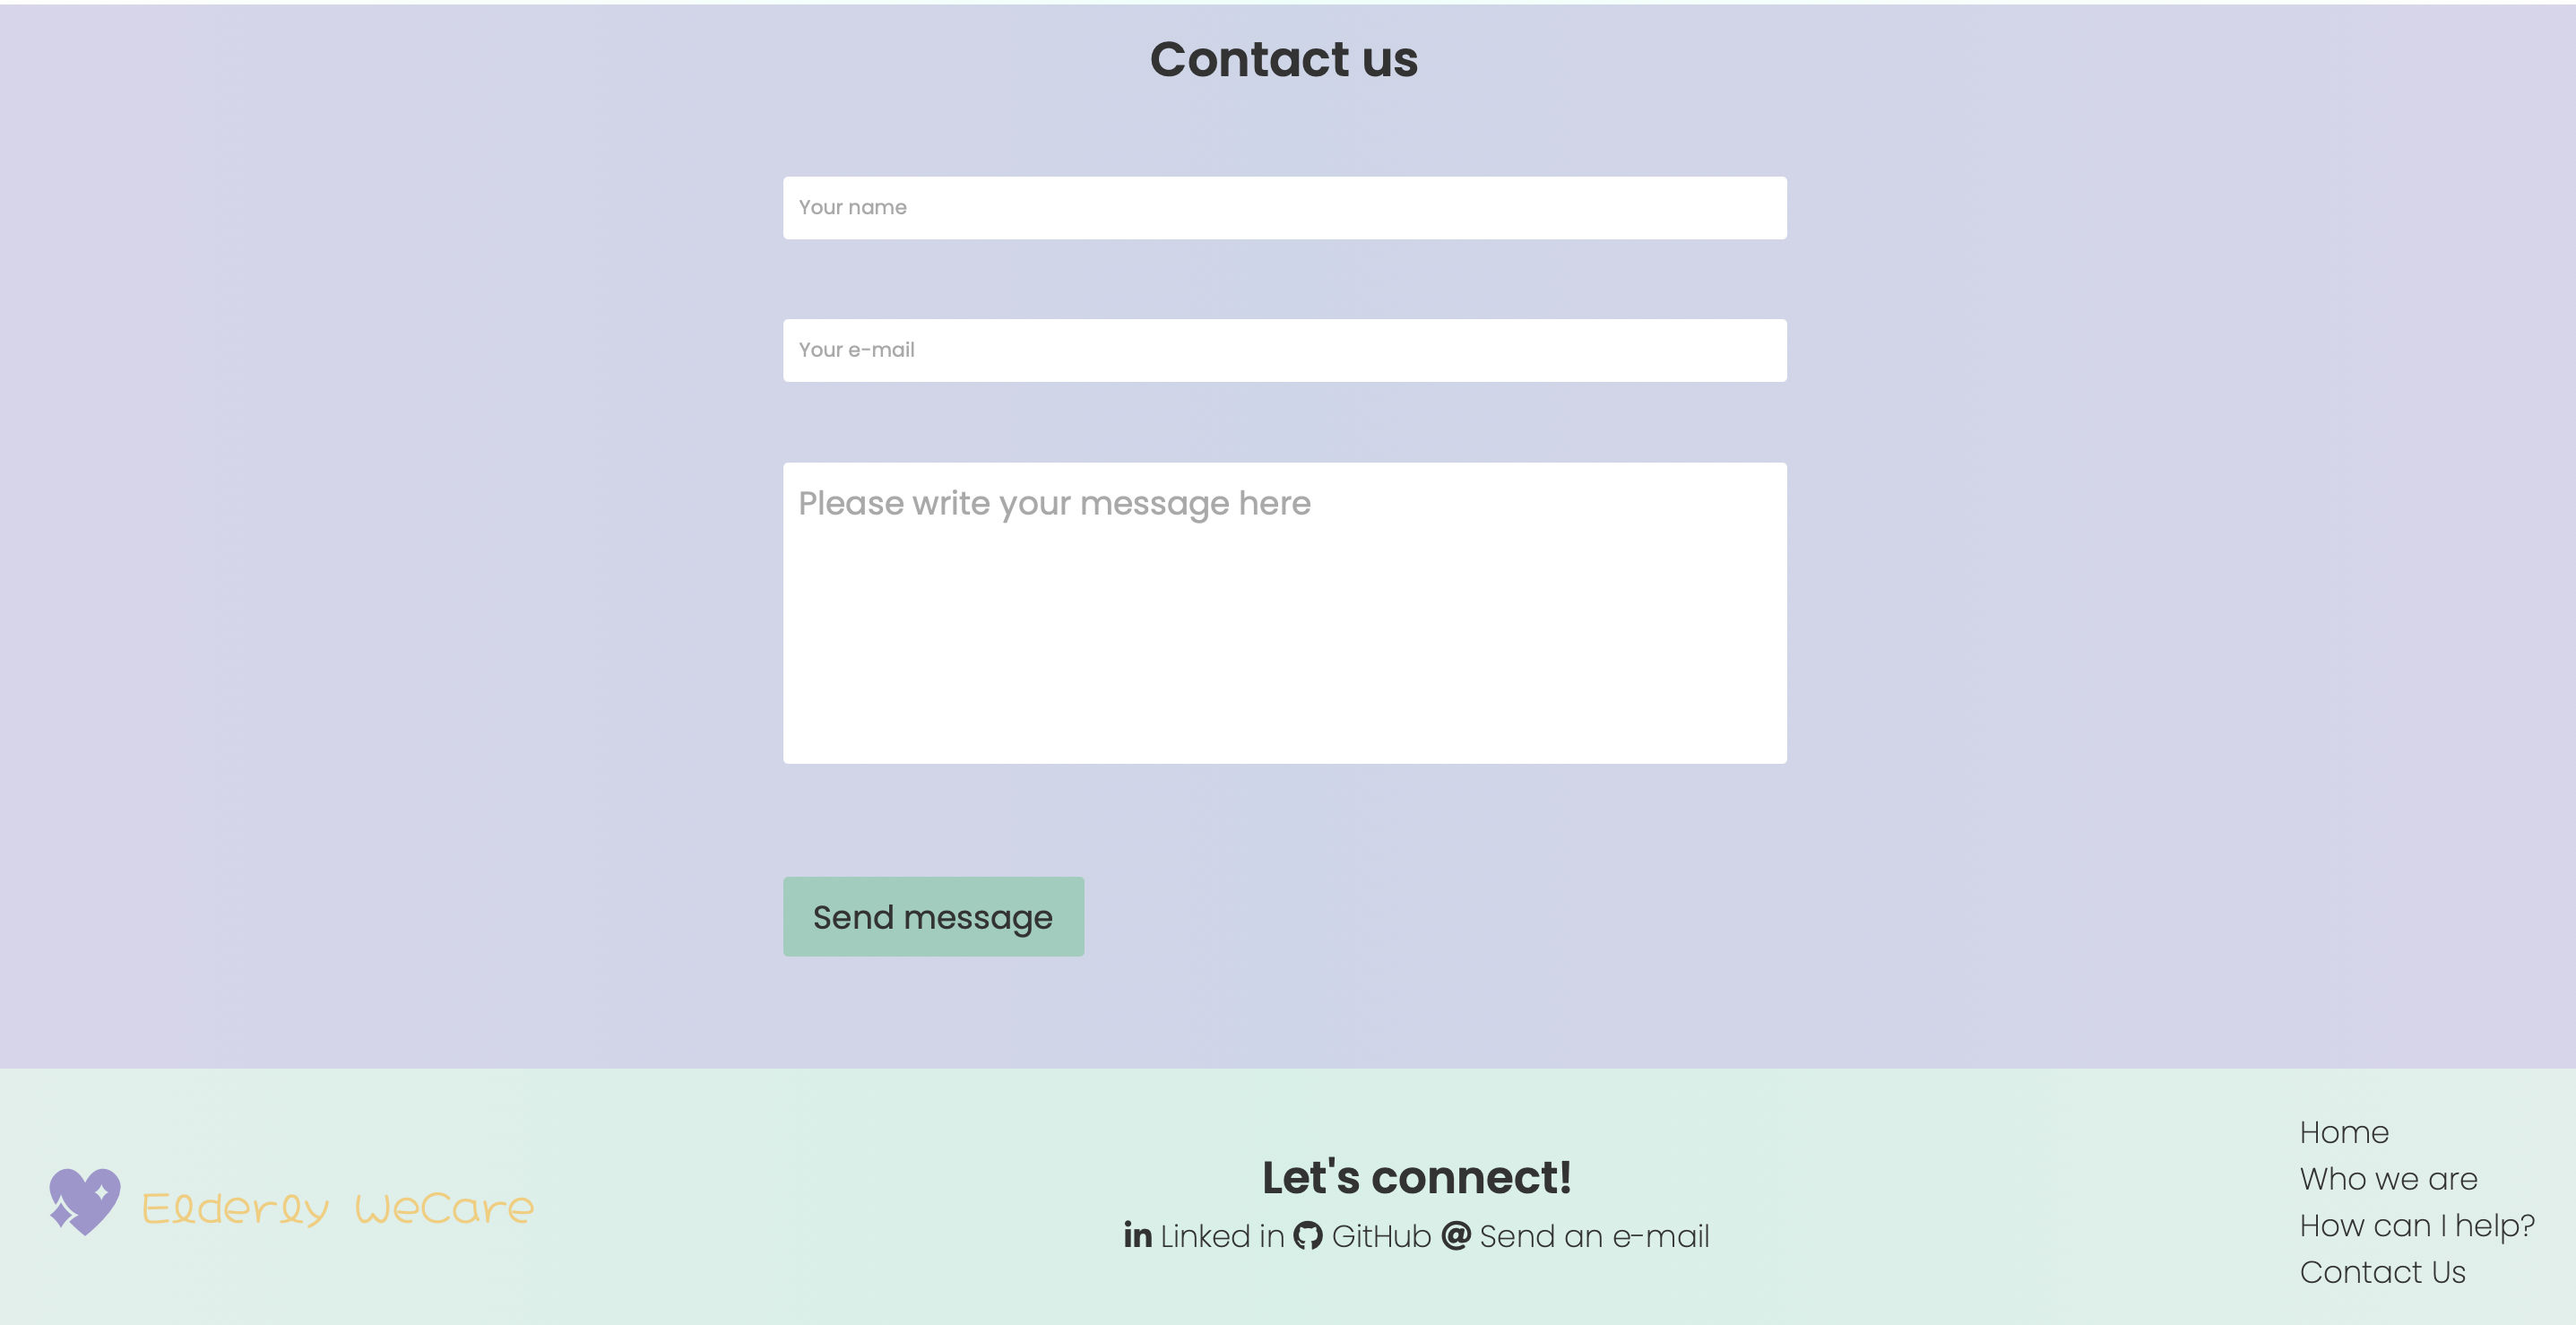 Contact us
Your name
Your e-mail
Please write your message here
Send message
Elderly WeCare
Let's connect!
in Linked in GitHub @ Send an e-mail
Home
Who we are
How can I help?
Contact Us